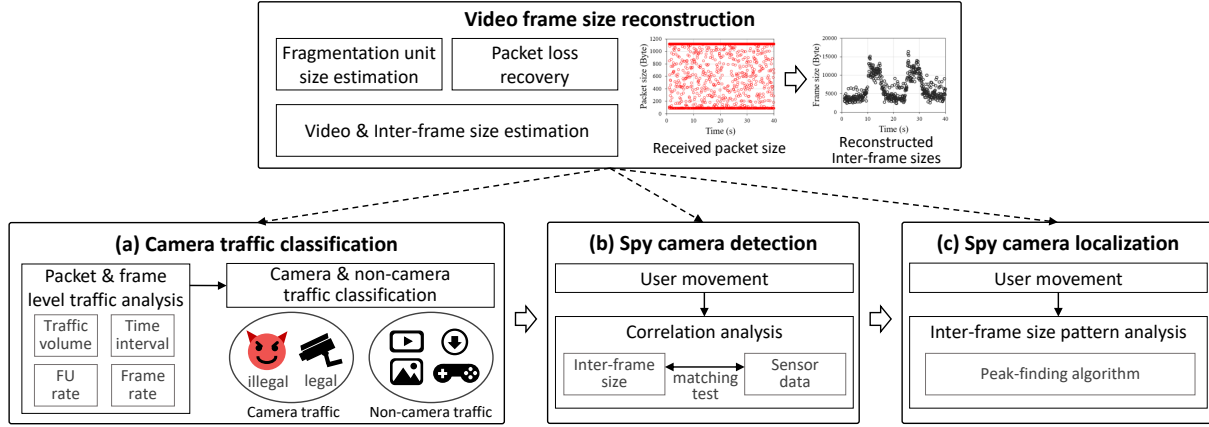 Video frame size reconstruction
Fragmentation unit
size estimation
Packet loss
recovery
Video & Inter-frame size estimation
Packet size (Byte)
1200
1000
800
600
400
200
0
0
10
20
30
40
Time (s)
Received packet size
Frame size (Byte)
20000
15000
10000
5000
0
0
10
20
30
40
Time (s)
Reconstructed
Inter-frame sizes
(a) Camera traffic classification
Packet & frame
level traffic analysis
Traffic
volume
Time
interval
FU
rate
Frame
rate
Camera & non-camera
traffic classification
illegal
legal
Camera traffic
Non-camera traffic
(b) Spy camera detection
User movement
Correlation analysis
Inter-frame
size
matching
test
Sensor
data
(c) Spy camera localization
User movement
Inter-frame size pattern analysis
Peak-finding algorithm